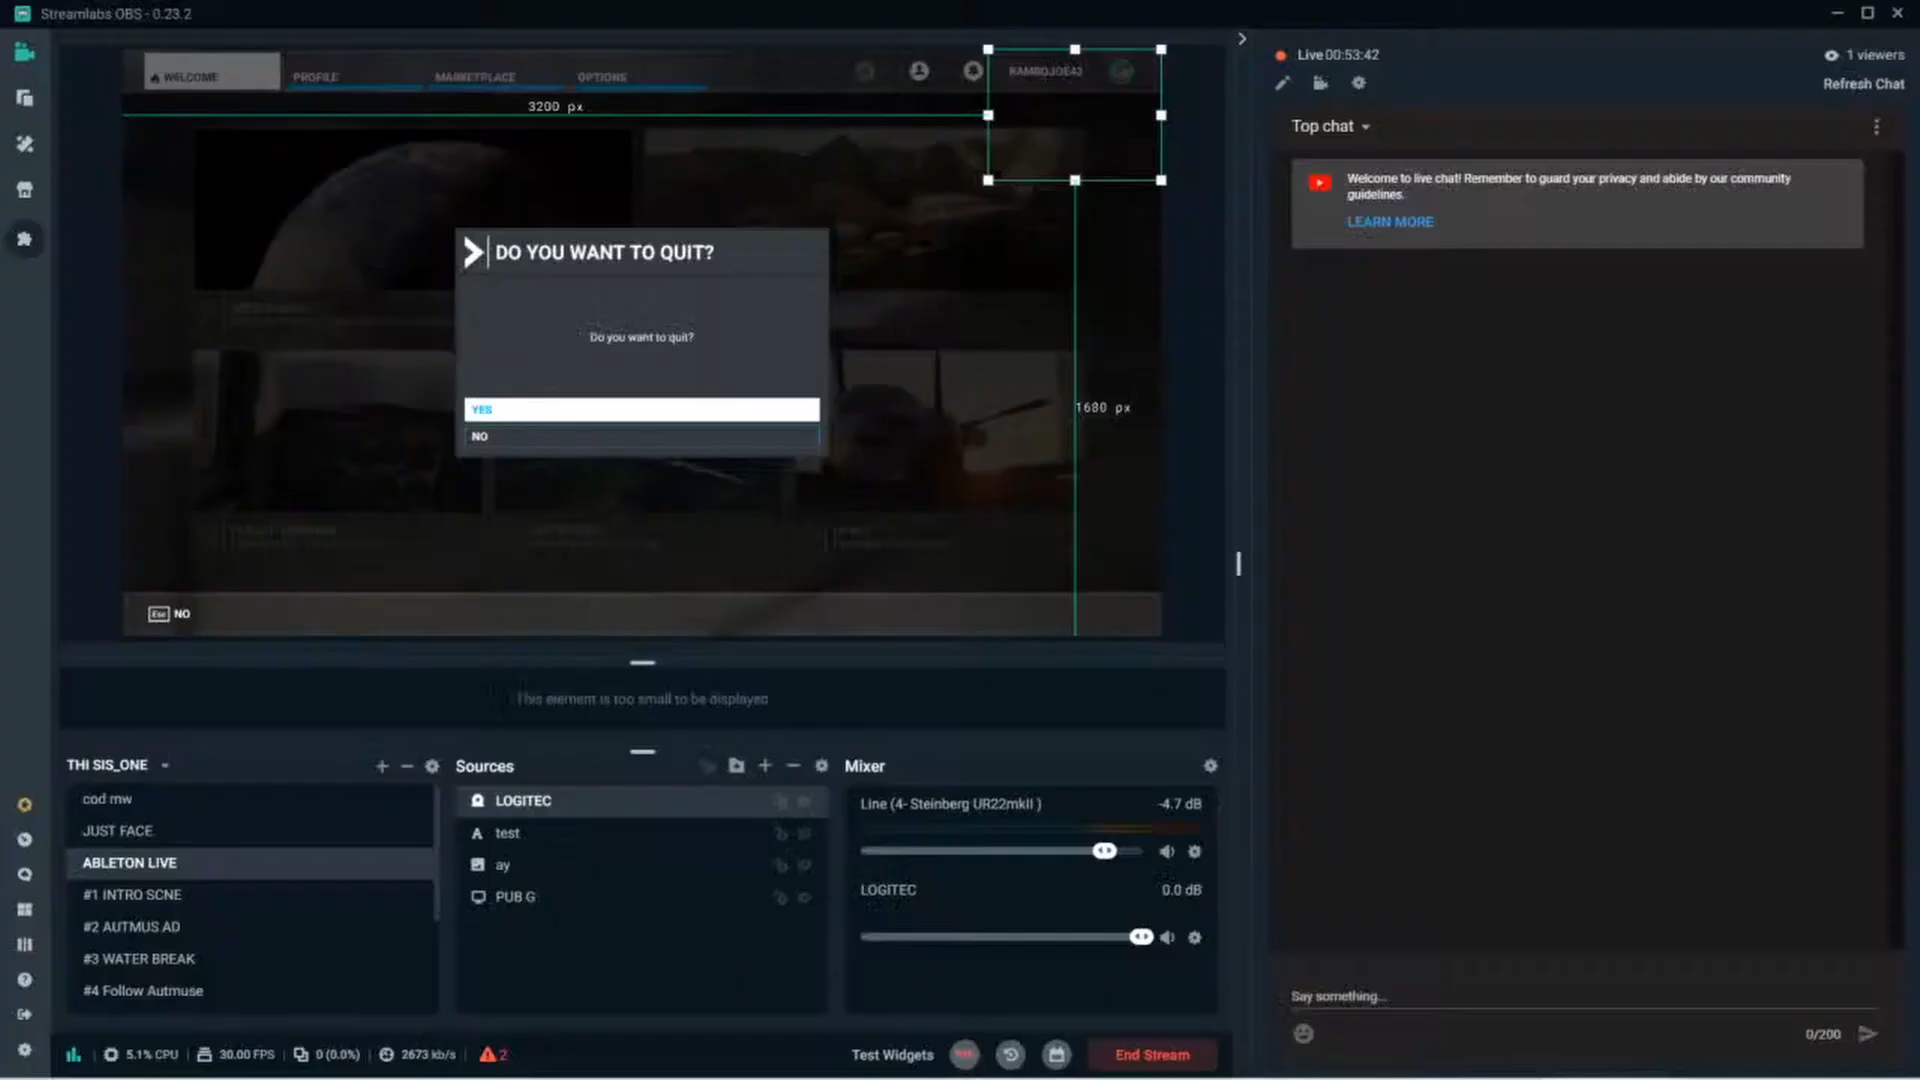 Streamlabs OBS - 0.23.2
WELCOME
PROFILE
MARKETPLACE
OPTIONS
RAMBOJOE43
3200 px
DO YOU WANT TO QUIT?
Do you want to quit?
YES
NO
1680 px
Esc NO
This element is too small to be displayed
THI SIS_ONE
cod mw
JUST FACE
ABLETON LIVE
#1 INTRO SCNE
#2 AUTMUS AD
#3 WATER BREAK
#4 Follow Autmuse
Sources
LOGITEC
test
ay
PUB G
Mixer
Line (4- Steinberg UR22mkII ) -4.7 dB
LOGITEC 0.0 dB
5.1% CPU
30.00 FPS
0 (0.0%)
2673 kb/s
2
Test Widgets
End Stream
Live 00:53:42
1 viewers
Refresh Chat
Top chat
Welcome to live chat! Remember to guard your privacy and abide by our community
guidelines.
LEARN MORE
Say something...
0/200